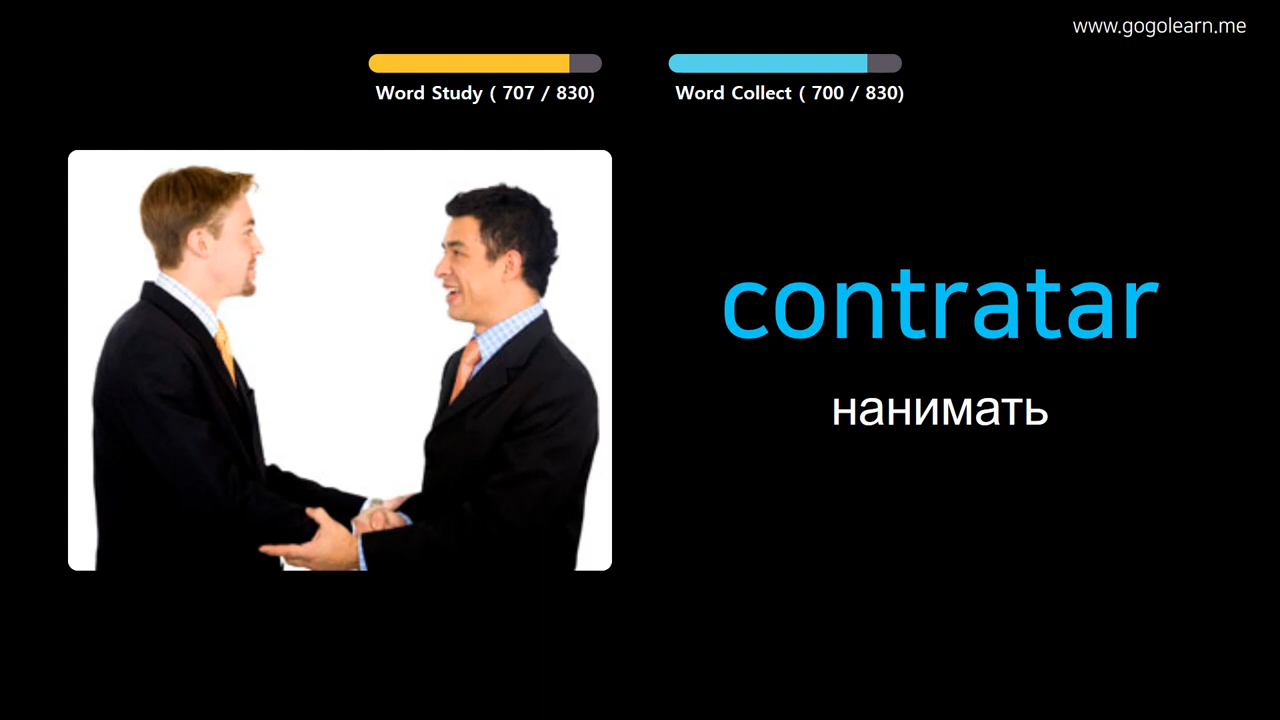 www.gogolearn.me
Word Study ( 707 / 830)
Word Collect ( 700 / 830)
contratar
нанимать